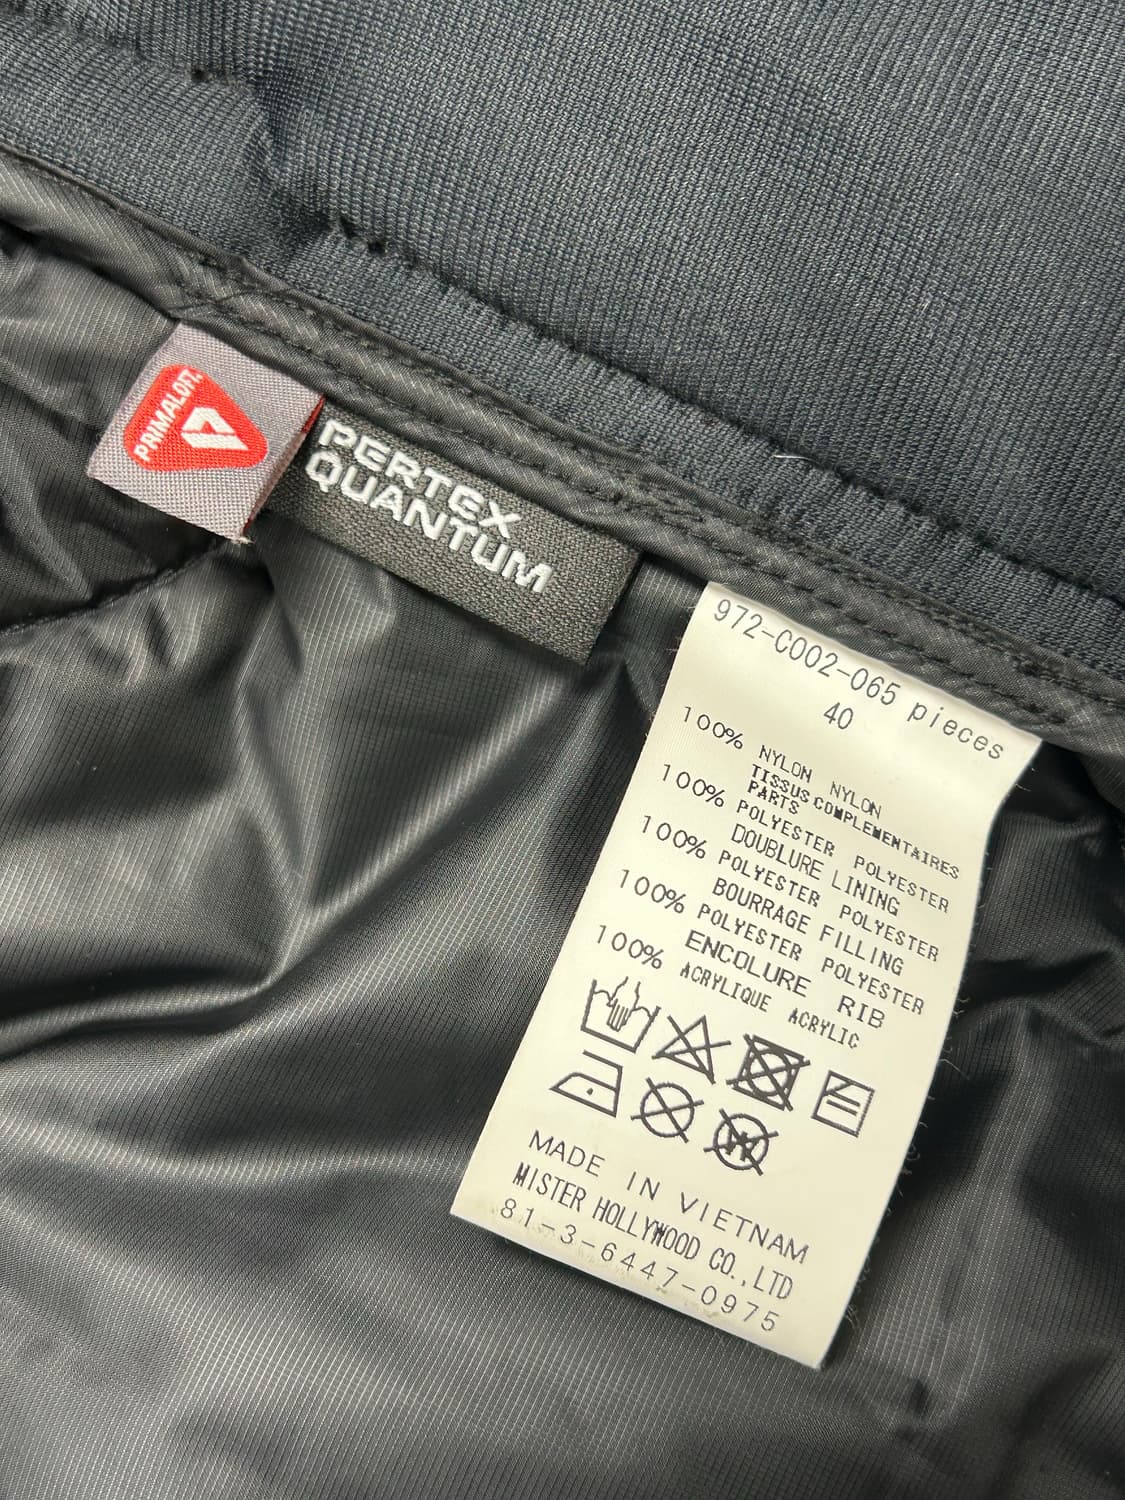 PRIMALOFT®
PERTEX
QUANTUM
972-C002-065 pieces
40
100% NYLON NYLON
TISSUS COMPLEMENTAIRES
PARTS
100% POLYESTER POLYESTER
DOUBLURE LINING
100% POLYESTER POLYESTER
BOURRAGE FILLING
100% POLYESTER POLYESTER
ENCOLURE RIB
100% ACRYLIQUE ACRYLIC
MADE IN VIETNAM
MISTER HOLLYWOOD CO.,LTD
81-3-6447-0975